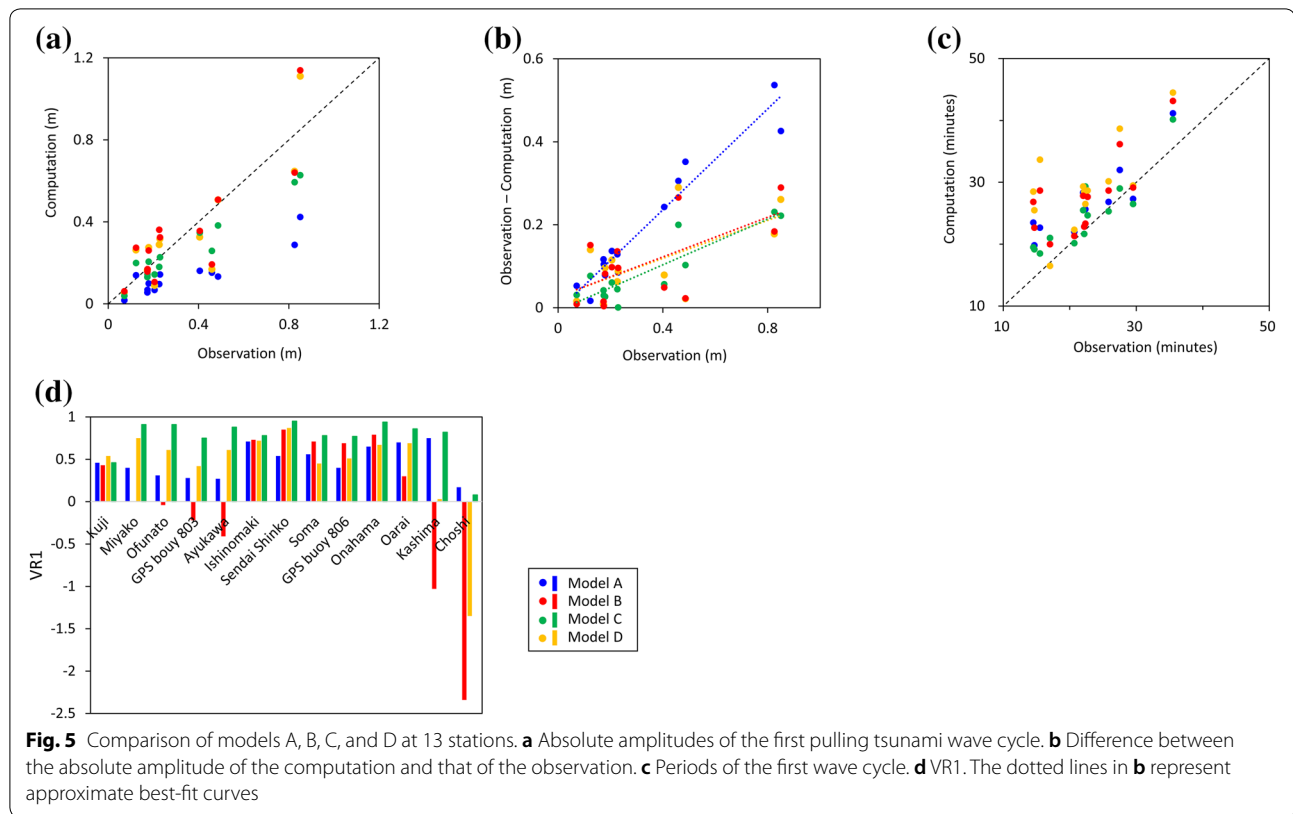 (a)
1.2
0.8
0.4
0
0 0.4 0.8 1.2
Computation (m)
Observation (m)
(b)
0.6
0.4
0.2
0
0 0.2 0.4 0.6 0.8
Observation – Computation (m)
Observation (m)
(c)
50
30
10
10 30 50
Computation (minutes)
Observation (minutes)
(d)
1
0.5
0
-0.5
-1
-1.5
-2
-2.5
VR1
Kuji
Miyako
Ofunato
GPS bouy 803
Ayukawa
Ishinomaki
Sendai Shinko
Soma
GPS buoy 806
Onahama
Oarai
Kashima
Choshi
Model A
Model B
Model C
Model D
Fig. 5 Comparison of models A, B, C, and D at 13 stations. a Absolute amplitudes of the first pulling tsunami wave cycle. b Difference between
the absolute amplitude of the computation and that of the observation. c Periods of the first wave cycle. d VR1. The dotted lines in b represent
approximate best-fit curves